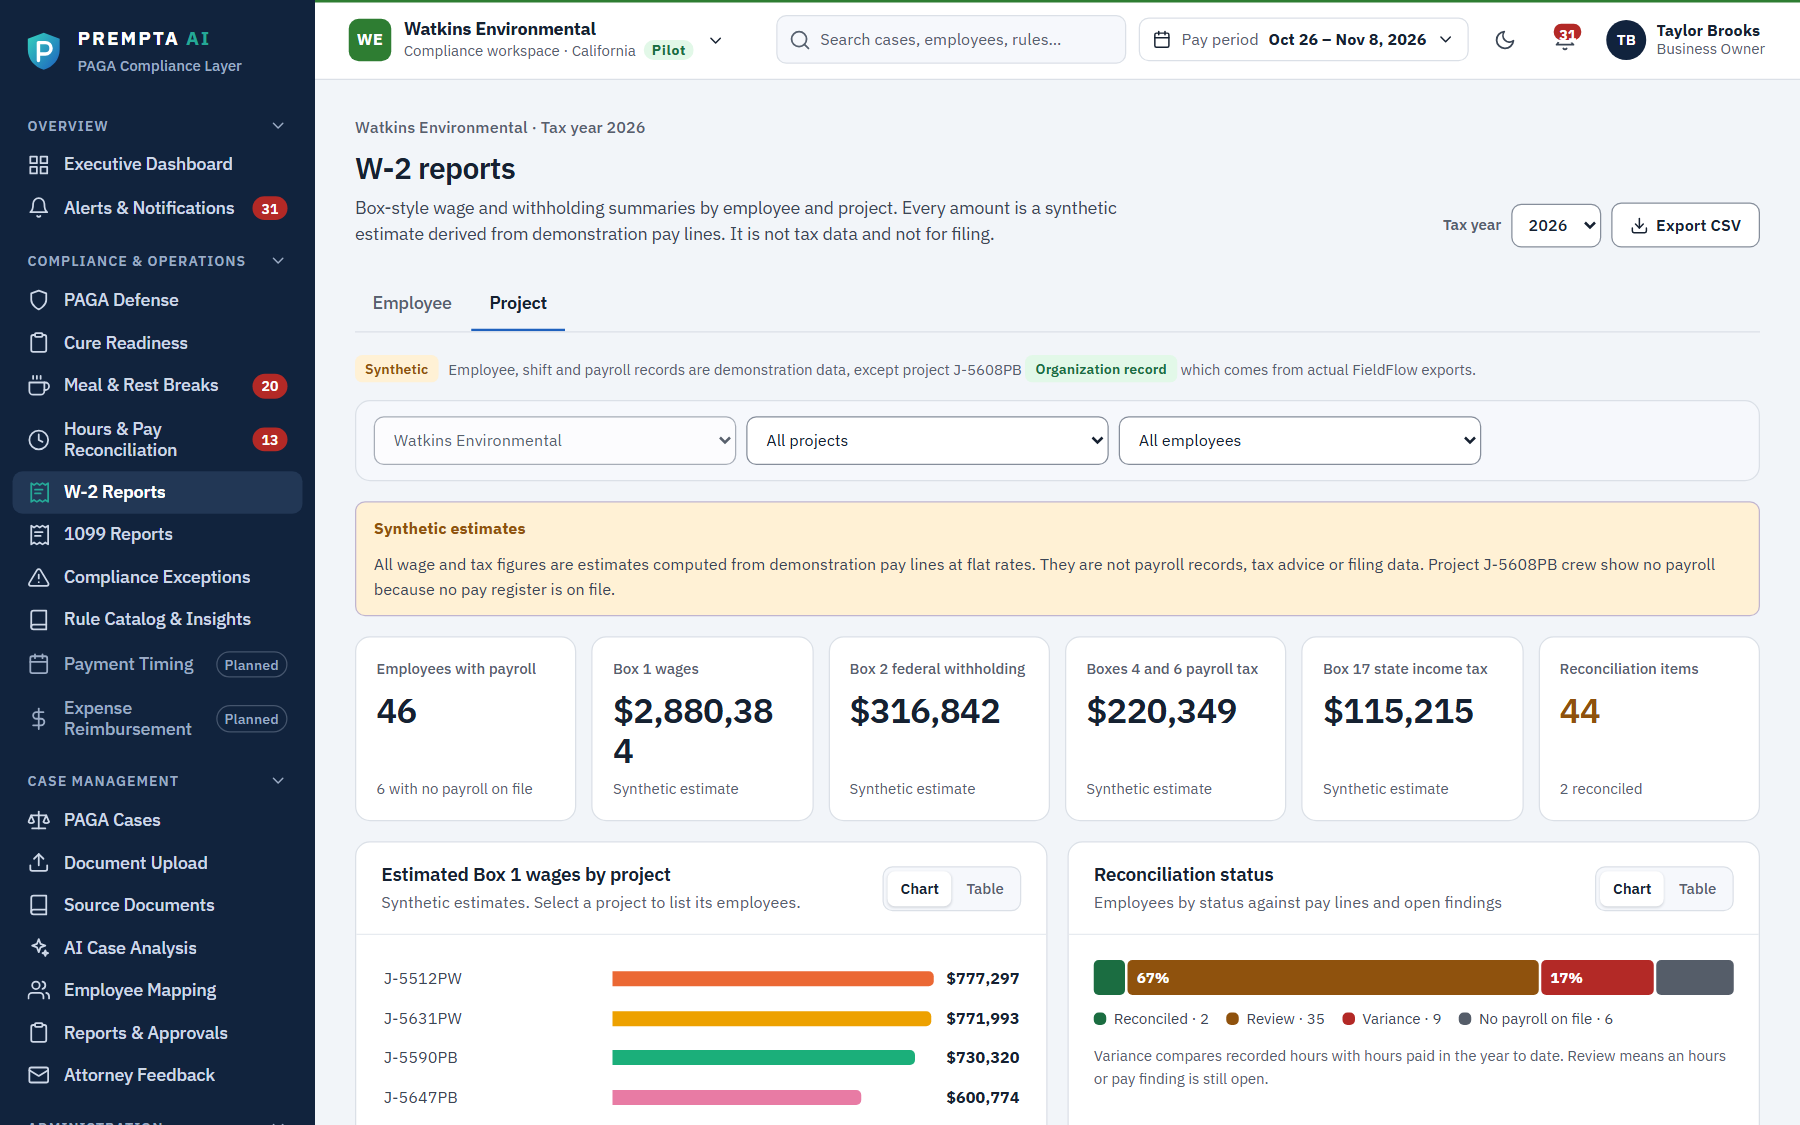 PREMPTA AI
PAGA Compliance Layer
OVERVIEW
Executive Dashboard
Alerts & Notifications 31
COMPLIANCE & OPERATIONS
PAGA Defense
Cure Readiness
Meal & Rest Breaks 20
Hours & Pay
Reconciliation 13
W-2 Reports
1099 Reports
Compliance Exceptions
Rule Catalog & Insights
Payment Timing Planned
Expense
Reimbursement Planned
CASE MANAGEMENT
PAGA Cases
Document Upload
Source Documents
AI Case Analysis
Employee Mapping
Reports & Approvals
Attorney Feedback
WE
Watkins Environmental
Compliance workspace · California Pilot
Search cases, employees, rules...
Pay period Oct 26 – Nov 8, 2026
31
TB
Taylor Brooks
Business Owner
Watkins Environmental · Tax year 2026
W-2 reports
Box-style wage and withholding summaries by employee and project. Every amount is a synthetic
estimate derived from demonstration pay lines. It is not tax data and not for filing.
Tax year 2026 Export CSV
Employee Project
Synthetic Employee, shift and payroll records are demonstration data, except project J-5608PB Organization record which comes from actual FieldFlow exports.
Watkins Environmental All projects All employees
Synthetic estimates
All wage and tax figures are estimates computed from demonstration pay lines at flat rates. They are not payroll records, tax advice or filing data. Project J-5608PB crew show no payroll
because no pay register is on file.
Employees with payroll
46
6 with no payroll on file
Box 1 wages
$2,880,38
4
Synthetic estimate
Box 2 federal withholding
$316,842
Synthetic estimate
Boxes 4 and 6 payroll tax
$220,349
Synthetic estimate
Box 17 state income tax
$115,215
Synthetic estimate
Reconciliation items
44
2 reconciled
Estimated Box 1 wages by project
Synthetic estimates. Select a project to list its employees.
Chart Table
J-5512PW $777,297
J-5631PW $771,993
J-5590PB $730,320
J-5647PB $600,774
Reconciliation status
Employees by status against pay lines and open findings
Chart Table
67% 17%
Reconciled · 2 Review · 35 Variance · 9 No payroll on file · 6
Variance compares recorded hours with hours paid in the year to date. Review means an hours
or pay finding is still open.